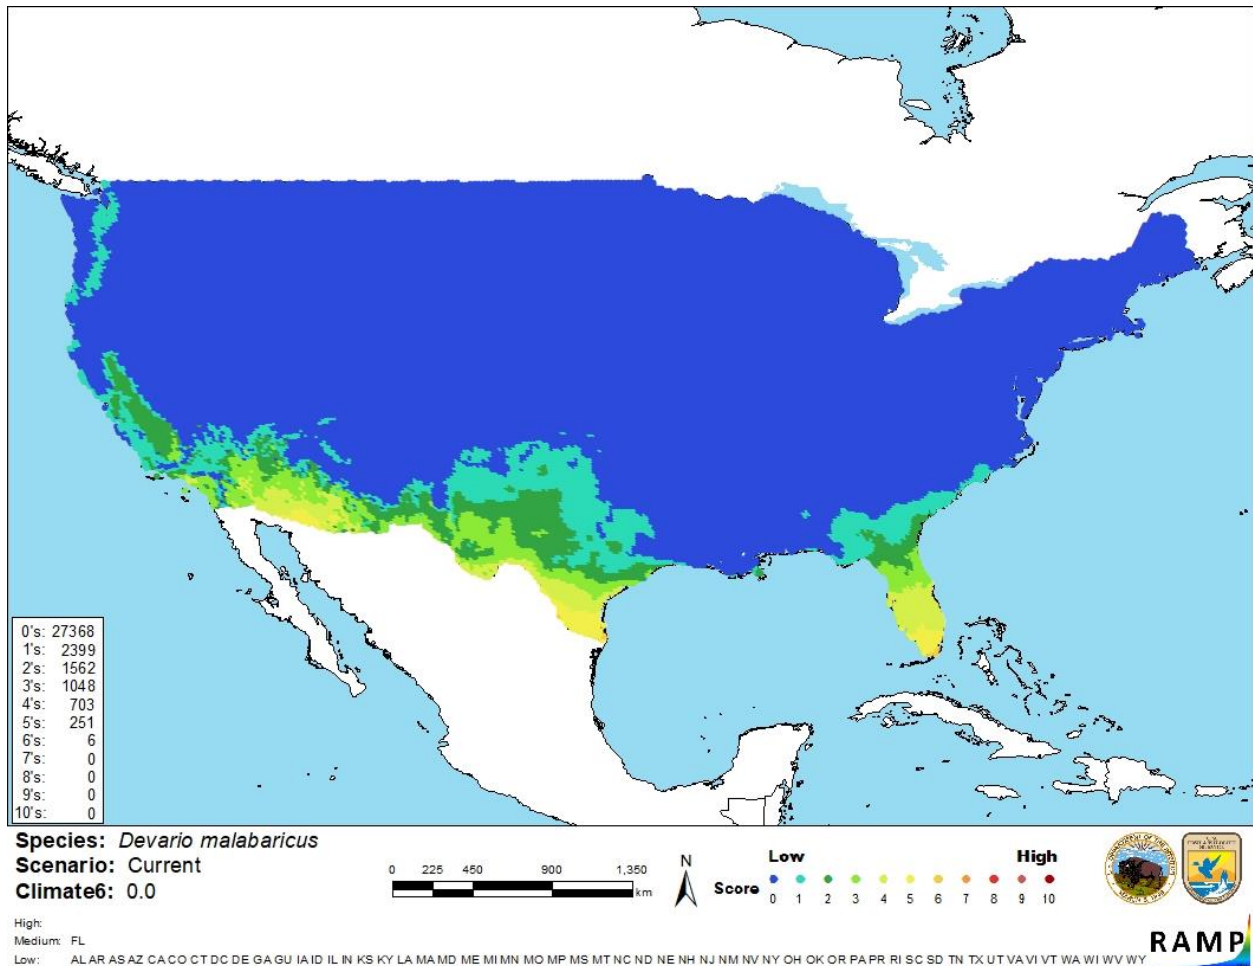 0's: 27368
1's: 2399
2's: 1562
3's: 1048
4's: 703
5's: 251
6's: 6
7's: 0
8's: 0
9's: 0
10's: 0
Species: Devario malabaricus
Scenario: Current
Climate6: 0.0
0 225 450 900 1,350
km
N
Low High
Score
0 1 2 3 4 5 6 7 8 9 10
High:
Medium: FL
Low: AL AR AS AZ CA CO CT DC DE GA GU IA ID IL IN KS KY LA MA MD ME MI MN MO MP MS MT NC ND NE NH NJ NM NV NY OH OK OR PA PR RI SC SD TN TX UT VA VI VT WA WI WV WY
RAMP